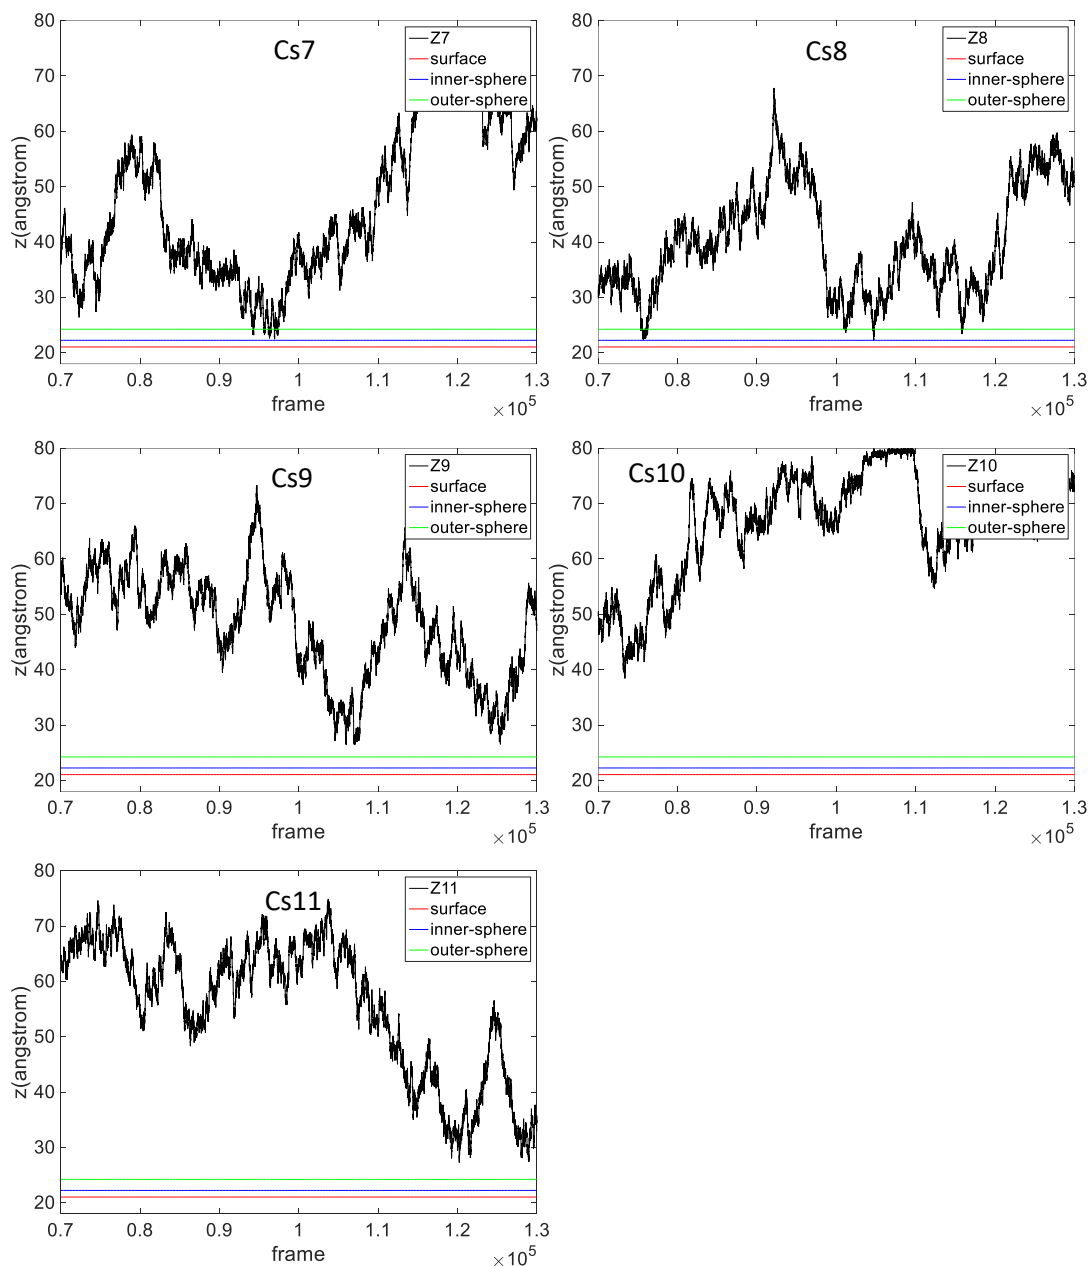 Cs7
Z7
surface
inner-sphere
outer-sphere
z(angstrom)
80
70
60
50
40
30
20
0.7 0.8 0.9 1 1.1 1.2 1.3
frame
×10^5
Cs8
Z8
surface
inner-sphere
outer-sphere
z(angstrom)
80
70
60
50
40
30
20
0.7 0.8 0.9 1 1.1 1.2 1.3
frame
×10^5
Cs9
Z9
surface
inner-sphere
outer-sphere
z(angstrom)
80
70
60
50
40
30
20
0.7 0.8 0.9 1 1.1 1.2 1.3
frame
×10^5
Cs10
Z10
surface
inner-sphere
outer-sphere
z(angstrom)
80
70
60
50
40
30
20
0.7 0.8 0.9 1 1.1 1.2 1.3
frame
×10^5
Cs11
Z11
surface
inner-sphere
outer-sphere
z(angstrom)
80
70
60
50
40
30
20
0.7 0.8 0.9 1 1.1 1.2 1.3
frame
×10^5